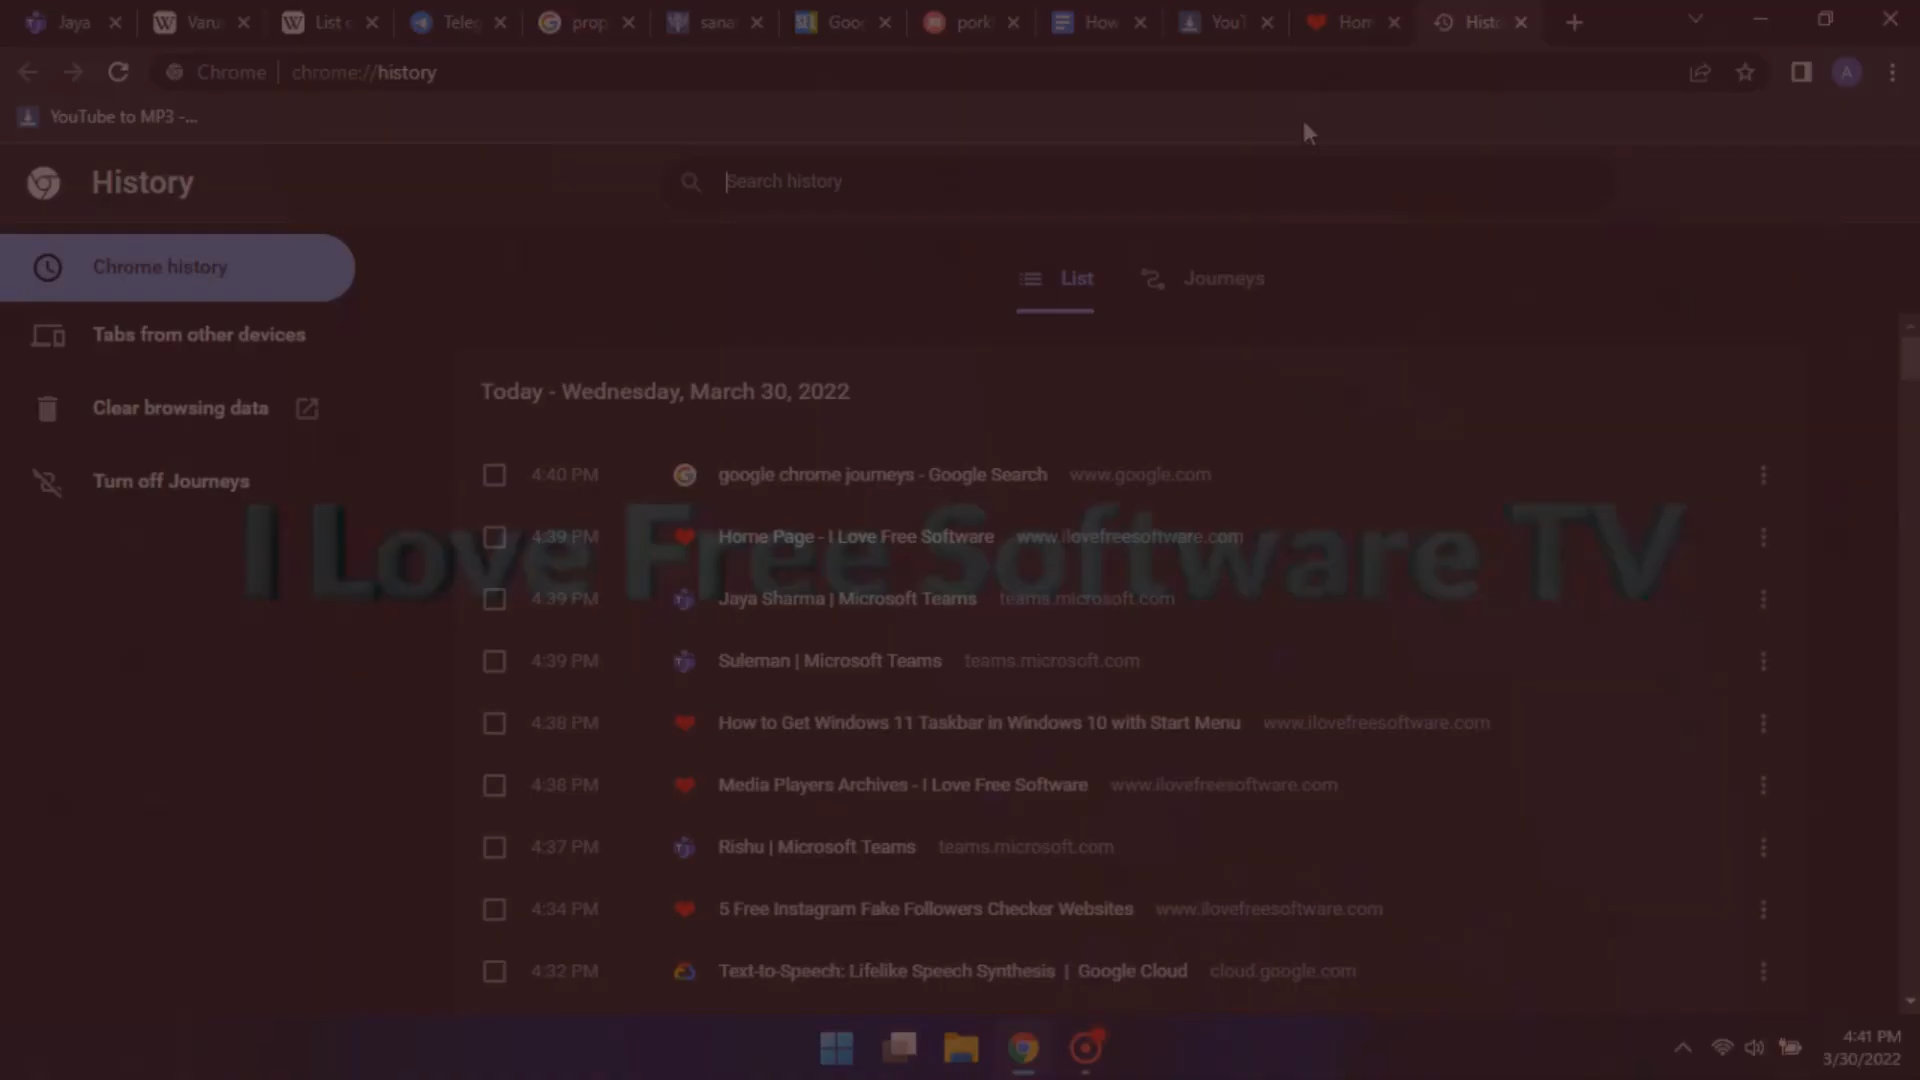 Jaya
Varu
List
Tele
prop
sana
Goo
pork
How
YouT
Hom
Histo
Chrome
chrome://history
A
YouTube to MP3 -...
History
Search history
Chrome history
List
Journeys
Tabs from other devices
Today - Wednesday, March 30, 2022
Clear browsing data
4:40 PM google chrome journeys - Google Search www.google.com
Turn off Journeys
I Love Free Software TV
4:39 PM Home Page - I Love Free Software www.ilovefreesoftware.com
4:39 PM Jaya Sharma | Microsoft Teams teams.microsoft.com
4:39 PM Suleman | Microsoft Teams teams.microsoft.com
4:38 PM How to Get Windows 11 Taskbar in Windows 10 with Start Menu www.ilovefreesoftware.com
4:38 PM Media Players Archives - I Love Free Software www.ilovefreesoftware.com
4:37 PM Rishu | Microsoft Teams teams.microsoft.com
4:34 PM 5 Free Instagram Fake Followers Checker Websites www.ilovefreesoftware.com
4:32 PM Text-to-Speech: Lifelike Speech Synthesis | Google Cloud cloud.google.com
4:41 PM
3/30/2022